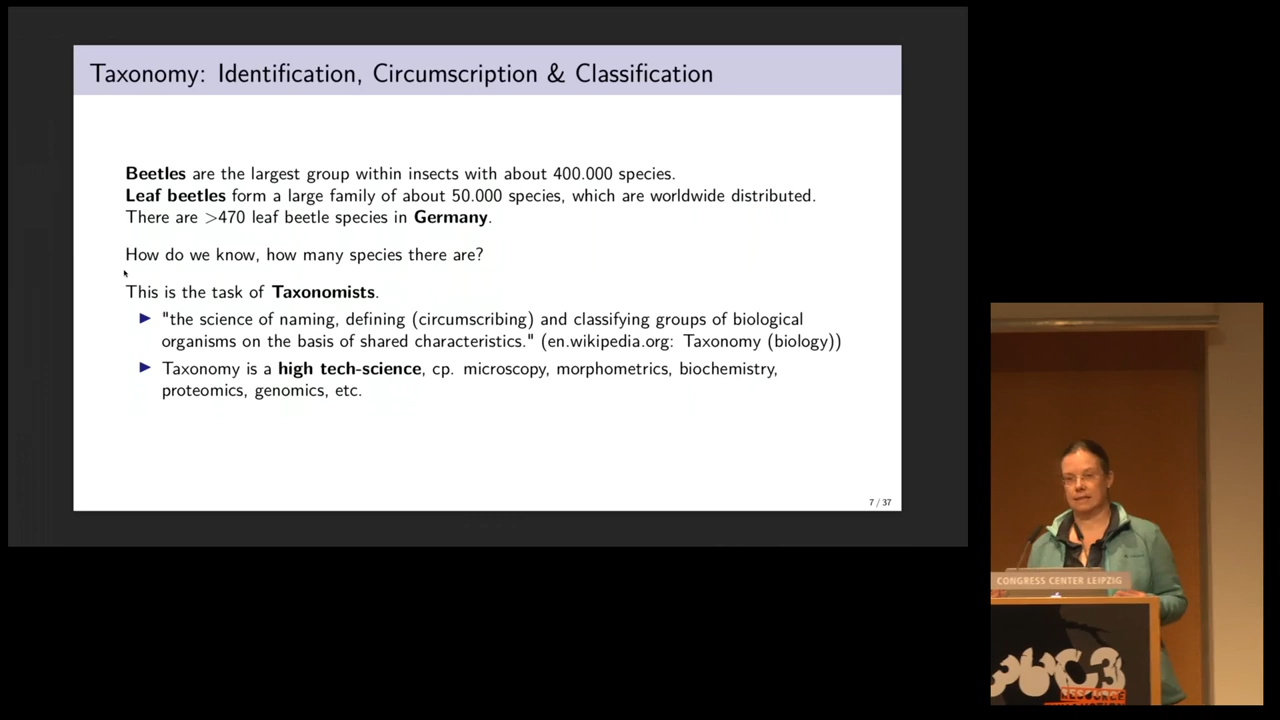 Taxonomy: Identification, Circumscription & Classification
Beetles are the largest group within insects with about 400.000 species.
Leaf beetles form a large family of about 50.000 species, which are worldwide distributed.
There are >470 leaf beetle species in Germany.
How do we know, how many species there are?
This is the task of Taxonomists.
▶ "the science of naming, defining (circumscribing) and classifying groups of biological
organisms on the basis of shared characteristics." (en.wikipedia.org: Taxonomy (biology))
▶ Taxonomy is a high tech-science, cp. microscopy, morphometrics, biochemistry,
proteomics, genomics, etc.
7 / 37
CONGRESS CENTER LEIPZIG
36C3
RESOURCE